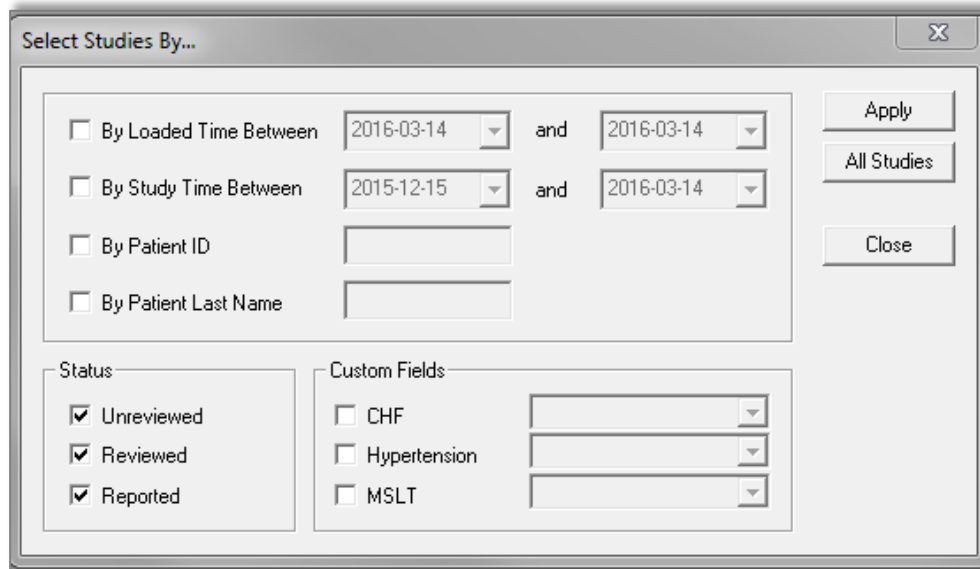 Select Studies By...
By Loaded Time Between 2016-03-14 and 2016-03-14
By Study Time Between 2015-12-15 and 2016-03-14
By Patient ID
By Patient Last Name
Apply
All Studies
Close
Status
Unreviewed
Reviewed
Reported
Custom Fields
CHF
Hypertension
MSLT